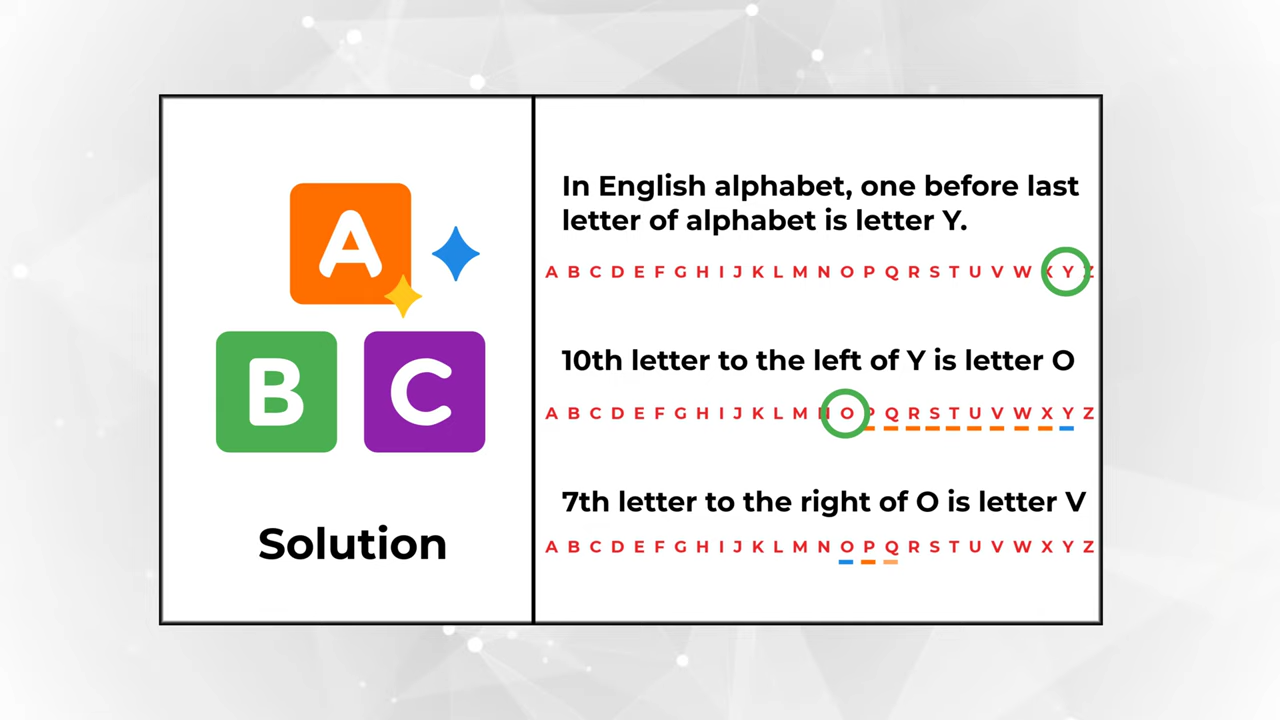 A
B C
Solution
In English alphabet, one before last
letter of alphabet is letter Y.
A B C D E F G H I J K L M N O P Q R S T U V W X Y Z
10th letter to the left of Y is letter O
A B C D E F G H I J K L M N O P Q R S T U V W X Y Z
7th letter to the right of O is letter V
A B C D E F G H I J K L M N O P Q R S T U V W X Y Z